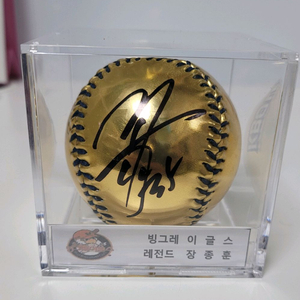 빙그레 이 글 스
레전드 장 종 훈